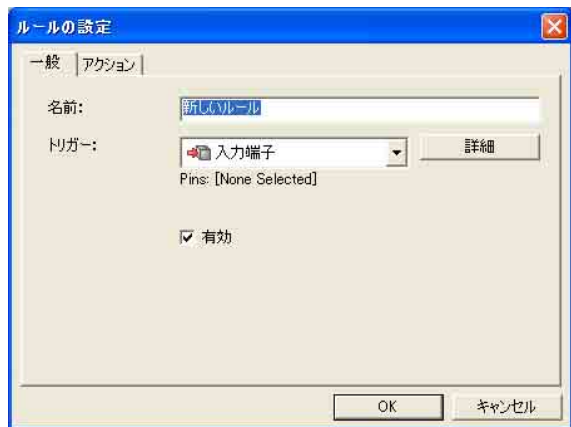 ルールの設定
一般 アクション
名前: 新しいルール
トリガー: 入力端子 詳細
Pins: [None Selected]
有効
OK キャンセル